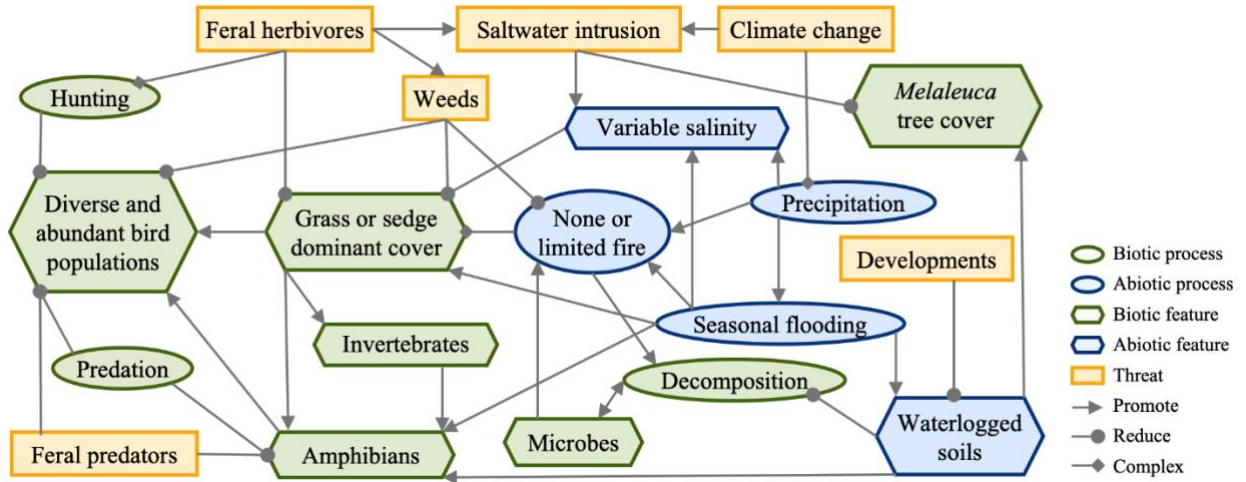 Feral herbivores
Saltwater intrusion
Climate change
Hunting
Weeds
Melaleuca
tree cover
Variable salinity
Diverse and
abundant bird
populations
Grass or sedge
dominant cover
None or
limited fire
Precipitation
Developments
Seasonal flooding
Invertebrates
Predation
Decomposition
Waterlogged
soils
Feral predators
Amphibians
Microbes
Biotic process
Abiotic process
Biotic feature
Abiotic feature
Threat
Promote
Reduce
Complex